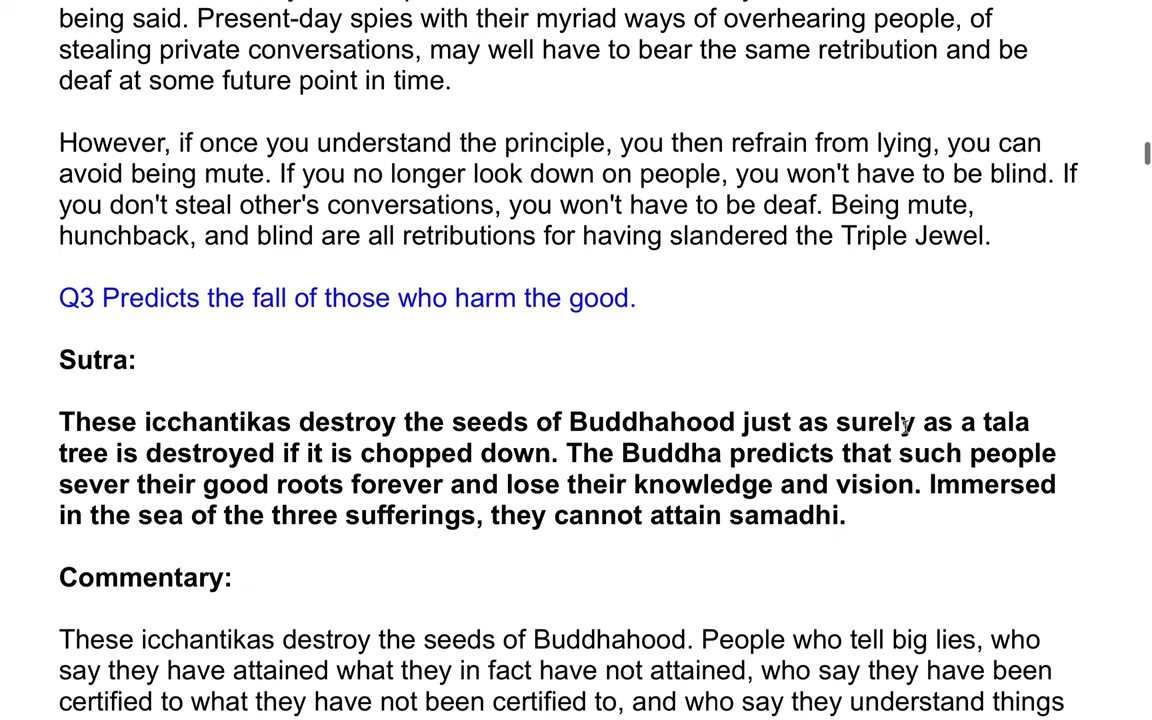 being said. Present-day spies with their myriad ways of overhearing people, of
stealing private conversations, may well have to bear the same retribution and be
deaf at some future point in time.
However, if once you understand the principle, you then refrain from lying, you can
avoid being mute. If you no longer look down on people, you won't have to be blind. If
you don't steal other's conversations, you won't have to be deaf. Being mute,
hunchback, and blind are all retributions for having slandered the Triple Jewel.
Q3 Predicts the fall of those who harm the good.
Sutra:
These icchantikas destroy the seeds of Buddhahood just as surely as a tala
tree is destroyed if it is chopped down. The Buddha predicts that such people
sever their good roots forever and lose their knowledge and vision. Immersed
in the sea of the three sufferings, they cannot attain samadhi.
Commentary:
These icchantikas destroy the seeds of Buddhahood. People who tell big lies, who
say they have attained what they in fact have not attained, who say they have been
certified to what they have not been certified to, and who say they understand things